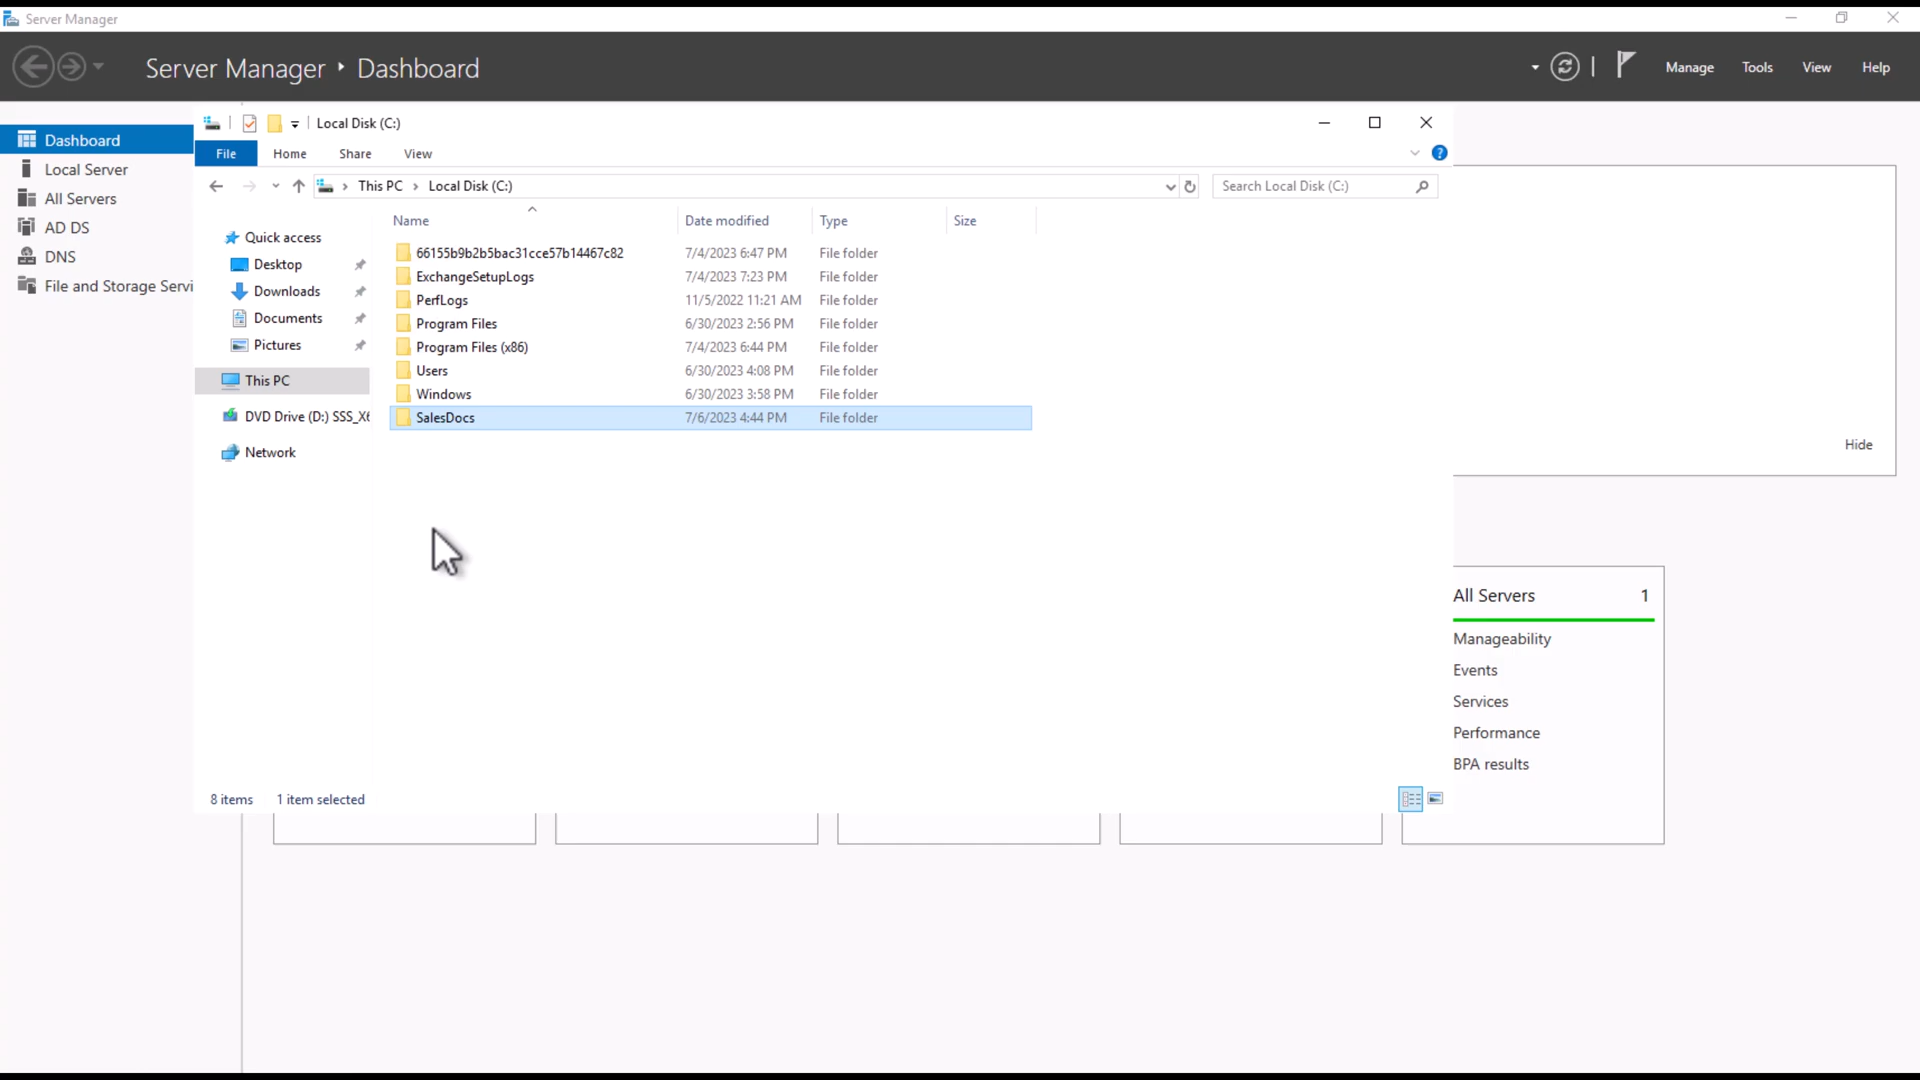 Server Manager
Server Manager ‣ Dashboard
Manage Tools View Help
Dashboard
Local Server
All Servers
AD DS
DNS
File and Storage Servi
Local Disk (C:)
File Home Share View
This PC › Local Disk (C:)
Search Local Disk (C:)
Quick access
Desktop
Downloads
Documents
Pictures
This PC
DVD Drive (D:) SSS_X6
Network
Name Date modified Type Size
66155b9b2b5bac31cce57b14467c82 7/4/2023 6:47 PM File folder
ExchangeSetupLogs 7/4/2023 7:23 PM File folder
PerfLogs 11/5/2022 11:21 AM File folder
Program Files 6/30/2023 2:56 PM File folder
Program Files (x86) 7/4/2023 6:44 PM File folder
Users 6/30/2023 4:08 PM File folder
Windows 6/30/2023 3:58 PM File folder
SalesDocs 7/6/2023 4:44 PM File folder
8 items 1 item selected
Hide
All Servers 1
Manageability
Events
Services
Performance
BPA results